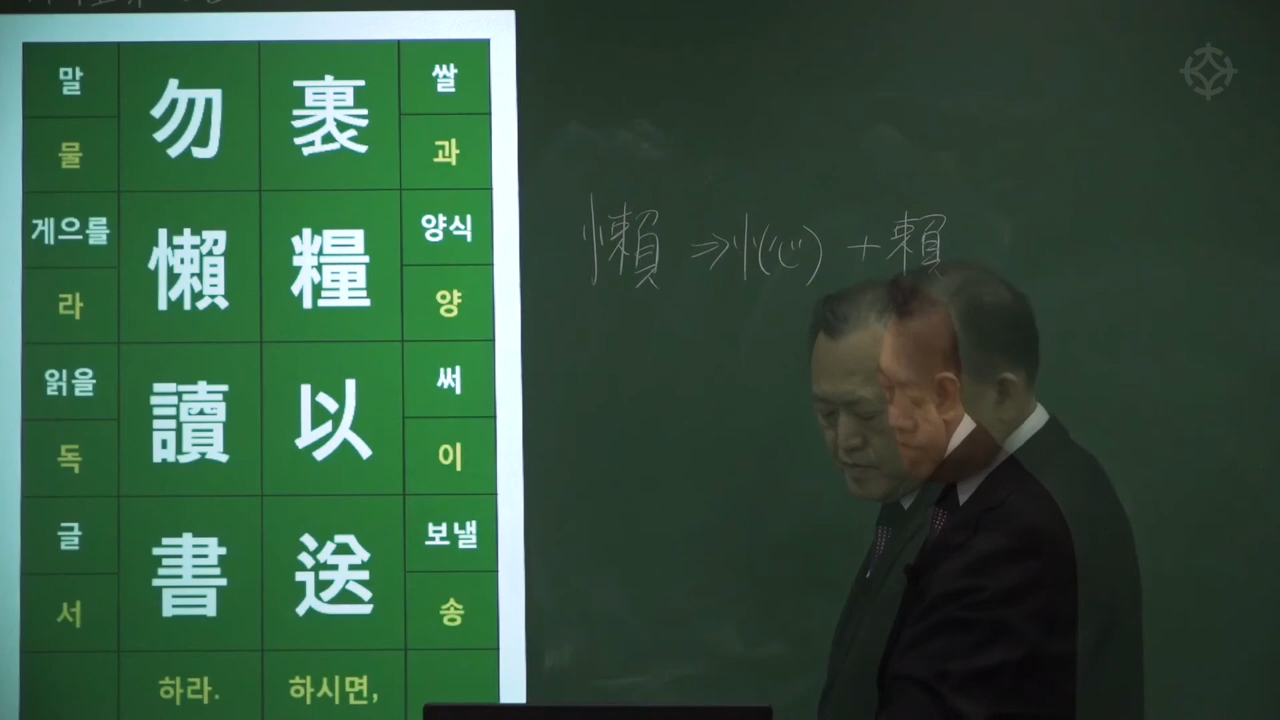 裹糧以送 하시면,
쌀 과 양식 양 써 이 보낼 송
勿懶讀書 하라.
말 물 게으를 라 읽을 독 글 서
懶 ⇒ 忄(心) + 賴